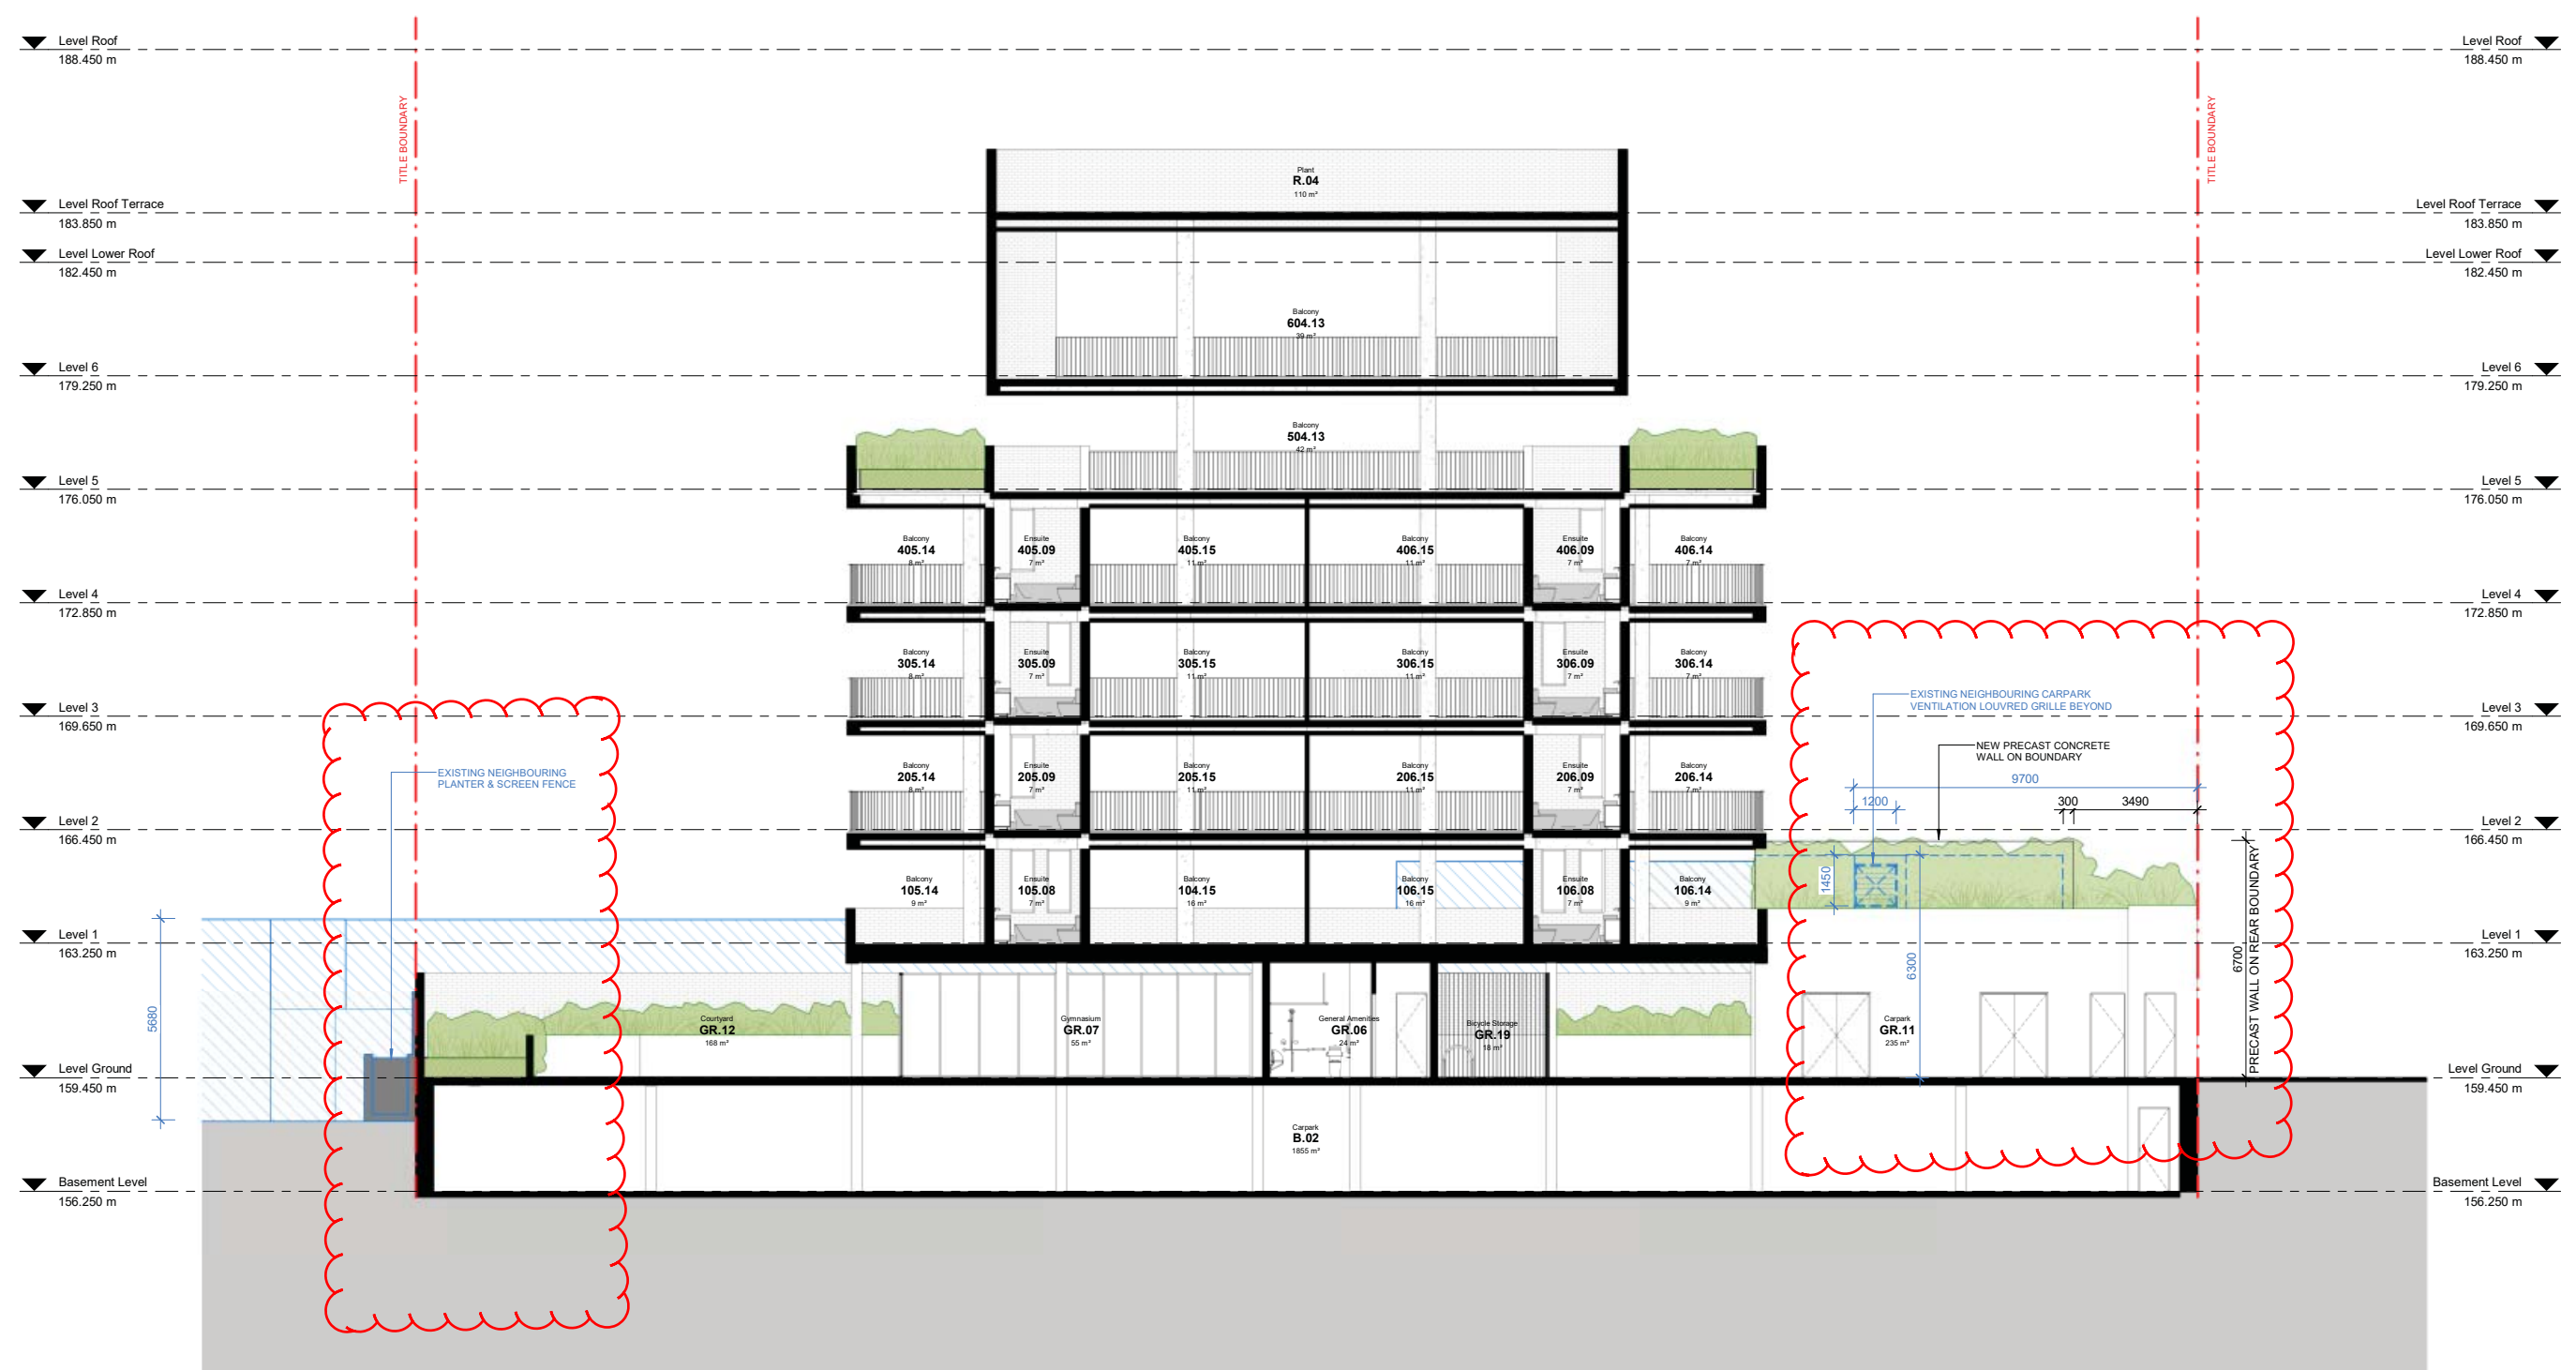 Level Roof
188.450 m
Level Roof
188.450 m
TITLE BOUNDARY
TITLE BOUNDARY
Plant
R.04
110 m²
Level Roof Terrace
183.850 m
Level Roof Terrace
183.850 m
Level Lower Roof
182.450 m
Level Lower Roof
182.450 m
Balcony
604.13
39 m²
Level 6
179.250 m
Level 6
179.250 m
Balcony
504.13
42 m²
Level 5
176.050 m
Level 5
176.050 m
Balcony
405.14
8 m²
Ensuite
405.09
7 m²
Balcony
405.15
11 m²
Balcony
406.15
11 m²
Ensuite
406.09
7 m²
Balcony
406.14
7 m²
Level 4
172.850 m
Level 4
172.850 m
Balcony
305.14
8 m²
Ensuite
305.09
7 m²
Balcony
305.15
11 m²
Balcony
306.15
11 m²
Ensuite
306.09
7 m²
Balcony
306.14
7 m²
EXISTING NEIGHBOURING CARPARK
VENTILATION LOUVRED GRILLE BEYOND
Level 3
169.650 m
Level 3
169.650 m
NEW PRECAST CONCRETE
WALL ON BOUNDARY
EXISTING NEIGHBOURING
PLANTER & SCREEN FENCE
Balcony
205.14
8 m²
Ensuite
205.09
7 m²
Balcony
205.15
11 m²
Balcony
206.15
11 m²
Ensuite
206.09
7 m²
Balcony
206.14
7 m²
9700
1200
300
3490
Level 2
166.450 m
Level 2
166.450 m
Balcony
105.14
9 m²
Ensuite
105.08
7 m²
Balcony
104.15
16 m²
Balcony
106.15
16 m²
Ensuite
106.08
7 m²
Balcony
106.14
9 m²
1450
Level 1
163.250 m
Level 1
163.250 m
6300
6700
PRECAST WALL ON REAR BOUNDARY
5680
Courtyard
GR.12
168 m²
Gymnasium
GR.07
55 m²
General Amenities
GR.06
24 m²
Bicycle Storage
GR.19
18 m²
Carpark
GR.11
235 m²
Level Ground
159.450 m
Level Ground
159.450 m
Carpark
B.02
1855 m²
Basement Level
156.250 m
Basement Level
156.250 m